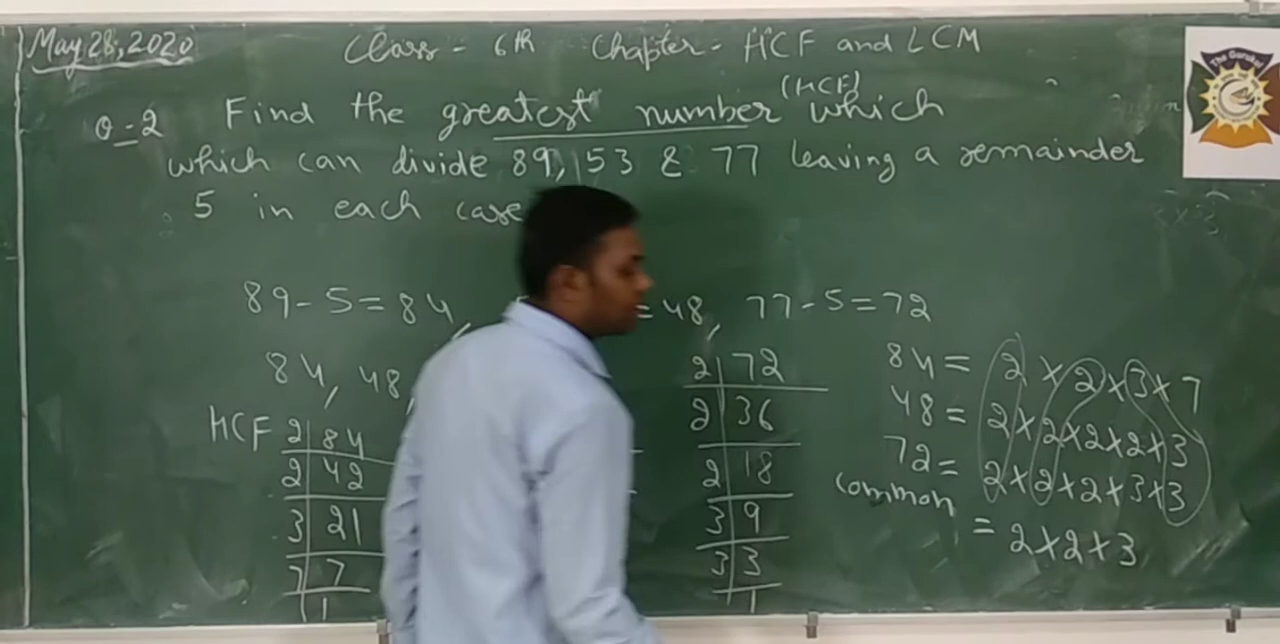 May 28, 2020
Class - 6th Chapter - HCF and LCM
(HCF)
Q-2 Find the greatest number which
which can divide 89, 153 & 77 leaving a remainder
5 in each case
89 - 5 = 84,
= 48, 77 - 5 = 72
84, 48,
HCF 2 84
2 42
3 21
7 7
1
2 72
2 36
2 18
3 9
3 3
1
84 = 2 × 2 × 3 × 7
48 = 2 × 2 × 2 × 2 × 3
72 = 2 × 2 × 2 × 3 × 3
common
= 2 × 2 × 3